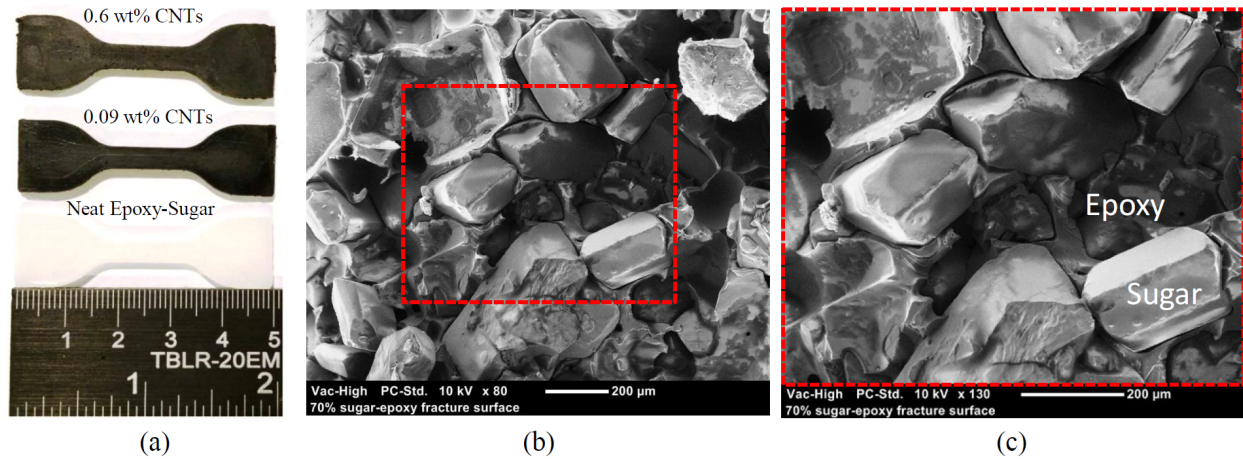 0.6 wt% CNTs
0.09 wt% CNTs
Neat Epoxy-Sugar
1 2 3 4 5
TBLR-20EM
1 2
(a)
Vac-High PC-Std. 10 kV x 80 200 µm
70% sugar-epoxy fracture surface
(b)
Epoxy
Sugar
Vac-High PC-Std. 10 kV x 130 200 µm
70% sugar-epoxy fracture surface
(c)